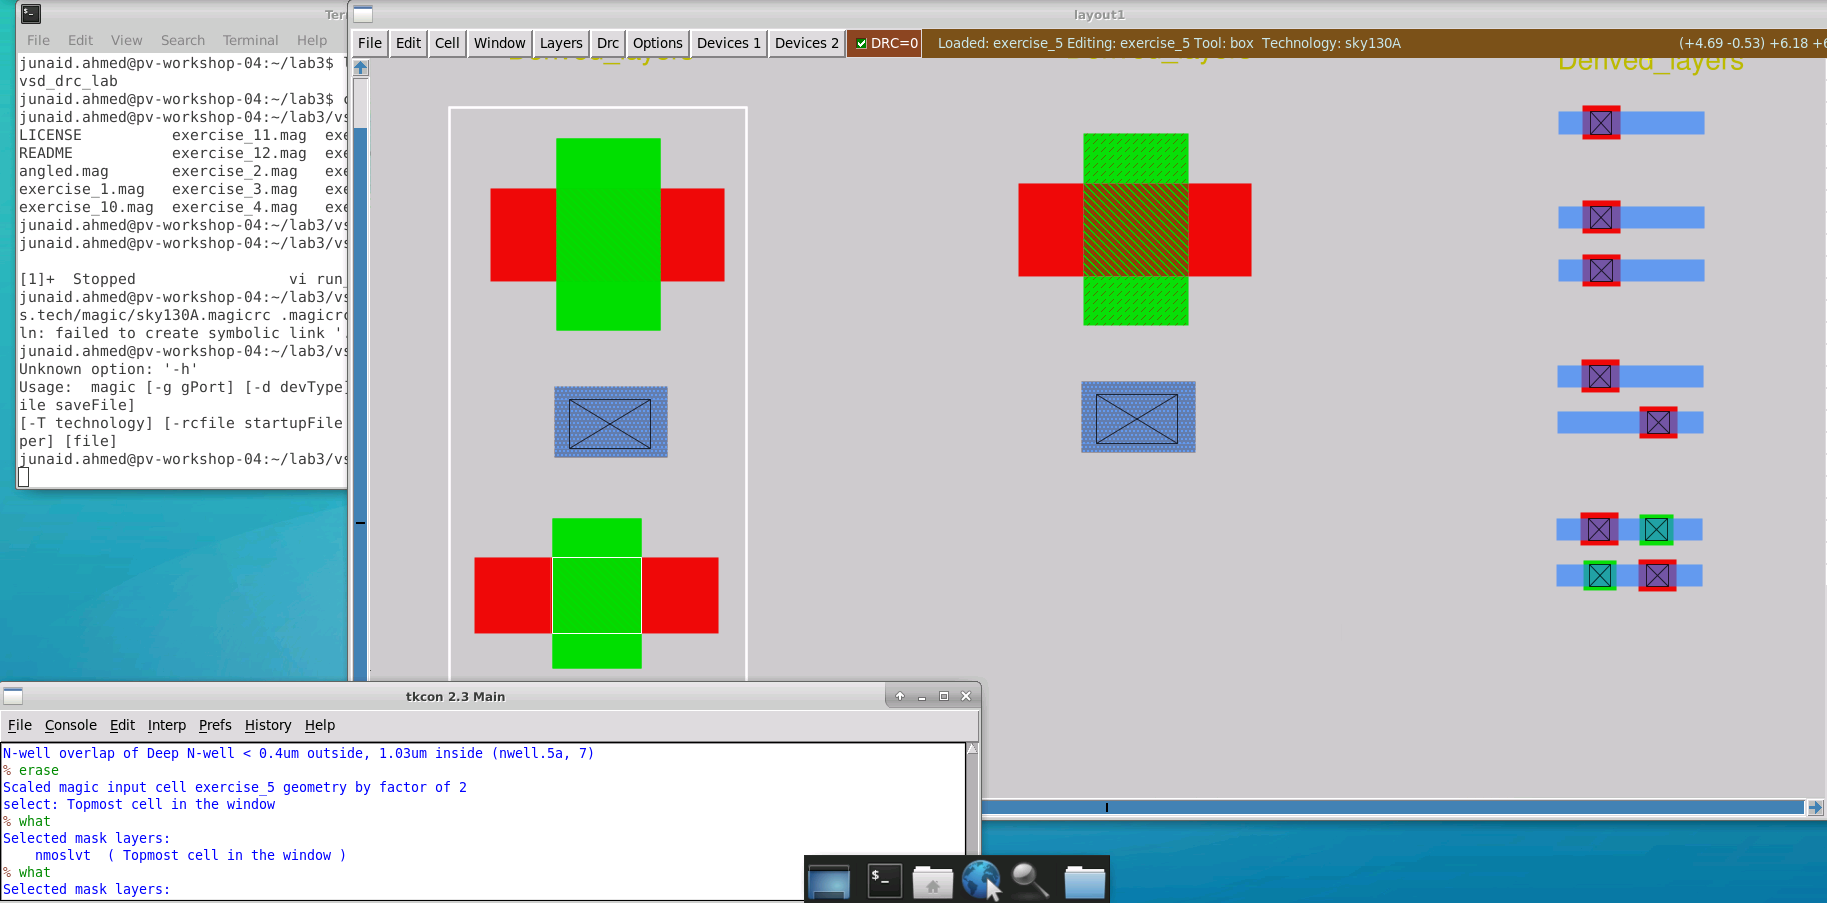 Ter
File Edit View Search Terminal Help
junaid.ahmed@pv-workshop-04:~/lab3$
vsd_drc_lab
junaid.ahmed@pv-workshop-04:~/lab3$
junaid.ahmed@pv-workshop-04:~/lab3/vs
LICENSE exercise_11.mag exe
README exercise_12.mag exe
angled.mag exercise_2.mag exe
exercise_1.mag exercise_3.mag exe
exercise_10.mag exercise_4.mag exe
junaid.ahmed@pv-workshop-04:~/lab3/vs
junaid.ahmed@pv-workshop-04:~/lab3/vs
[1]+ Stopped vi run_
junaid.ahmed@pv-workshop-04:~/lab3/vs
s.tech/magic/sky130A.magicrc .magicrc
ln: failed to create symbolic link '.
junaid.ahmed@pv-workshop-04:~/lab3/vs
Unknown option: '-h'
Usage: magic [-g gPort] [-d devType]
ile saveFile]
[-T technology] [-rcfile startupFile
per] [file]
junaid.ahmed@pv-workshop-04:~/lab3/vs
layout1
File Edit Cell Window Layers Drc Options Devices 1 Devices 2 DRC=0 Loaded: exercise_5 Editing: exercise_5 Tool: box Technology: sky130A (+4.69 -0.53) +6.18 +6
Derived_layers Derived_layers Derived_layers
tkcon 2.3 Main
File Console Edit Interp Prefs History Help
N-well overlap of Deep N-well < 0.4um outside, 1.03um inside (nwell.5a, 7)
% erase
Scaled magic input cell exercise_5 geometry by factor of 2
select: Topmost cell in the window
% what
Selected mask layers:
nmoslvt ( Topmost cell in the window )
% what
Selected mask layers:
$_